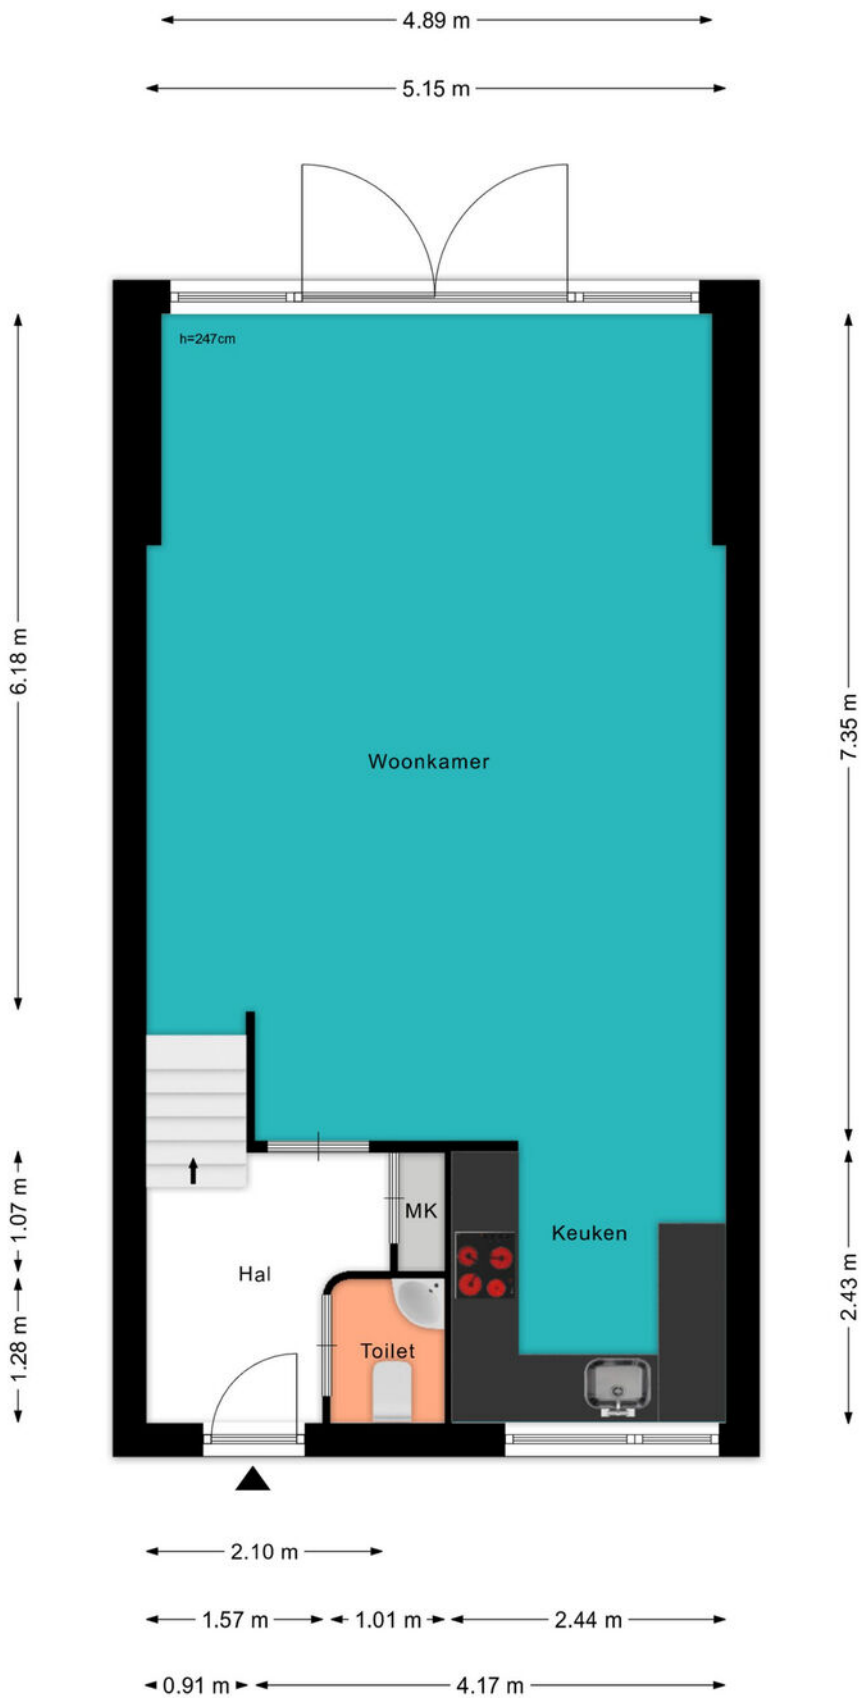 4.89 m
5.15 m
h=247cm
6.18 m
7.35 m
Woonkamer
1.07 m
MK
Keuken
Hal
2.43 m
1.28 m
Toilet
2.10 m
1.57 m
1.01 m
2.44 m
0.91 m
4.17 m